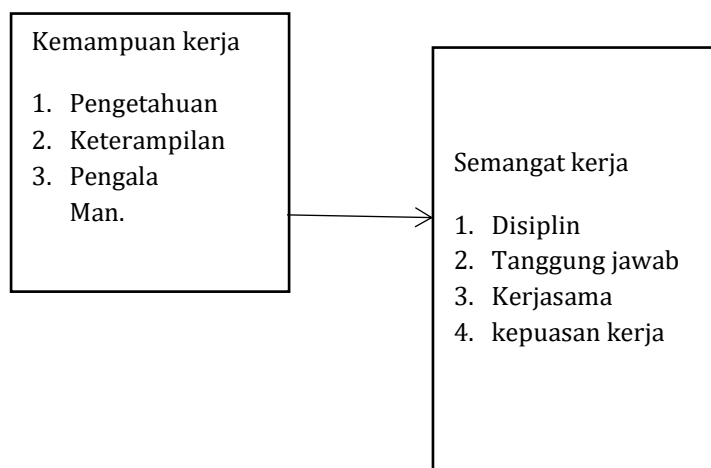 Kemampuan kerja
1. Pengetahuan
2. Keterampilan
3. Pengala
Man.
Semangat kerja
1. Disiplin
2. Tanggung jawab
3. Kerjasama
4. kepuasan kerja